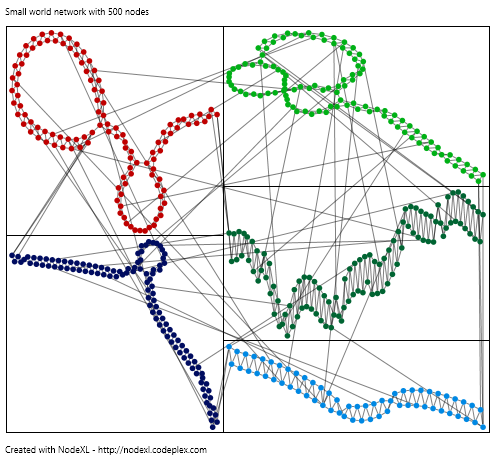 Small world network with 500 nodes
Created with NodeXL - http://nodexl.codeplex.com